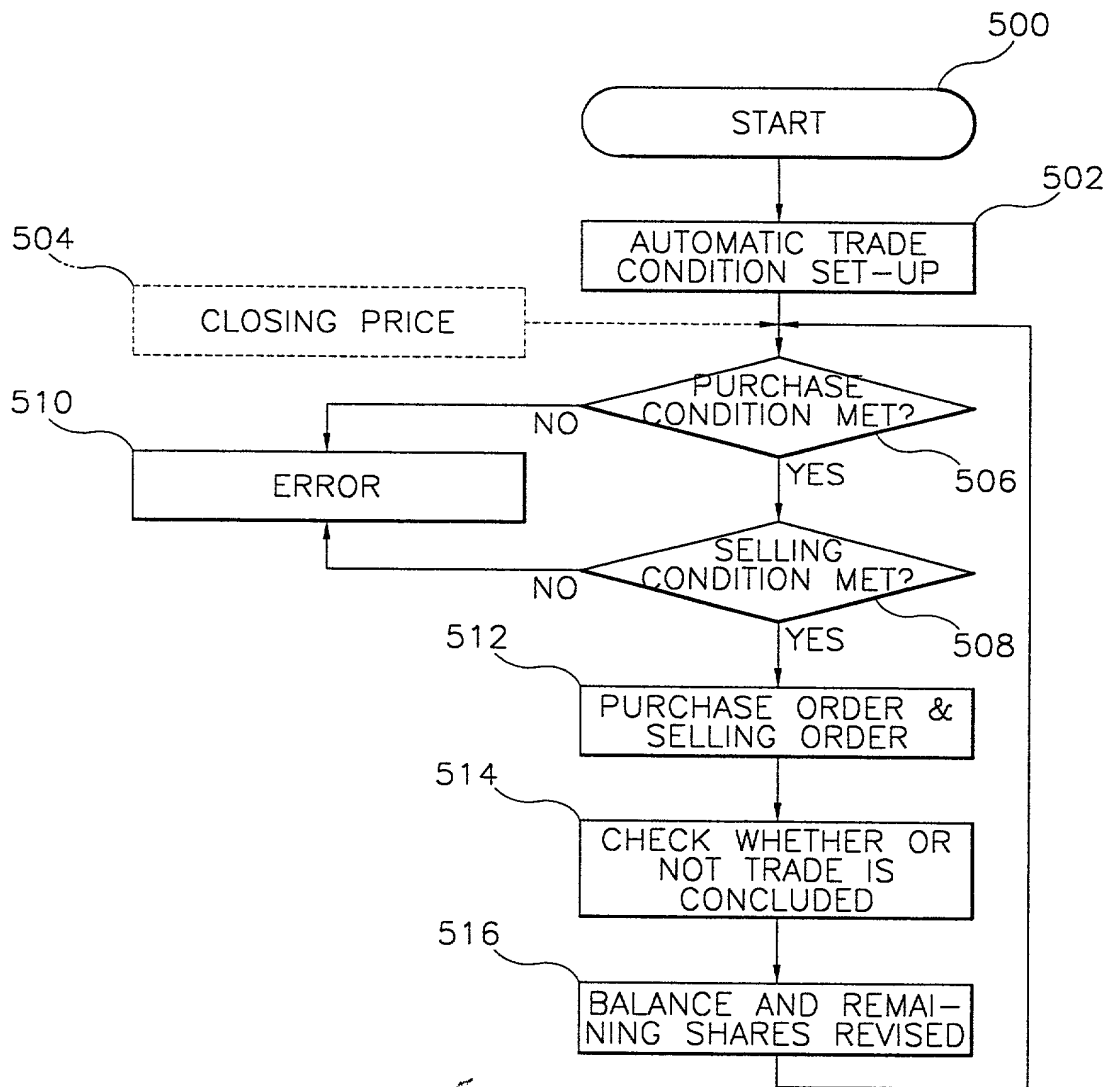 500
START
502
AUTOMATIC TRADE
CONDITION SET-UP
504
CLOSING PRICE
PURCHASE
CONDITION MET?
506
NO
YES
510
ERROR
SELLING
CONDITION MET?
508
NO
YES
512
PURCHASE ORDER &
SELLING ORDER
514
CHECK WHETHER OR
NOT TRADE IS
CONCLUDED
516
BALANCE AND REMAI-
NING SHARES REVISED